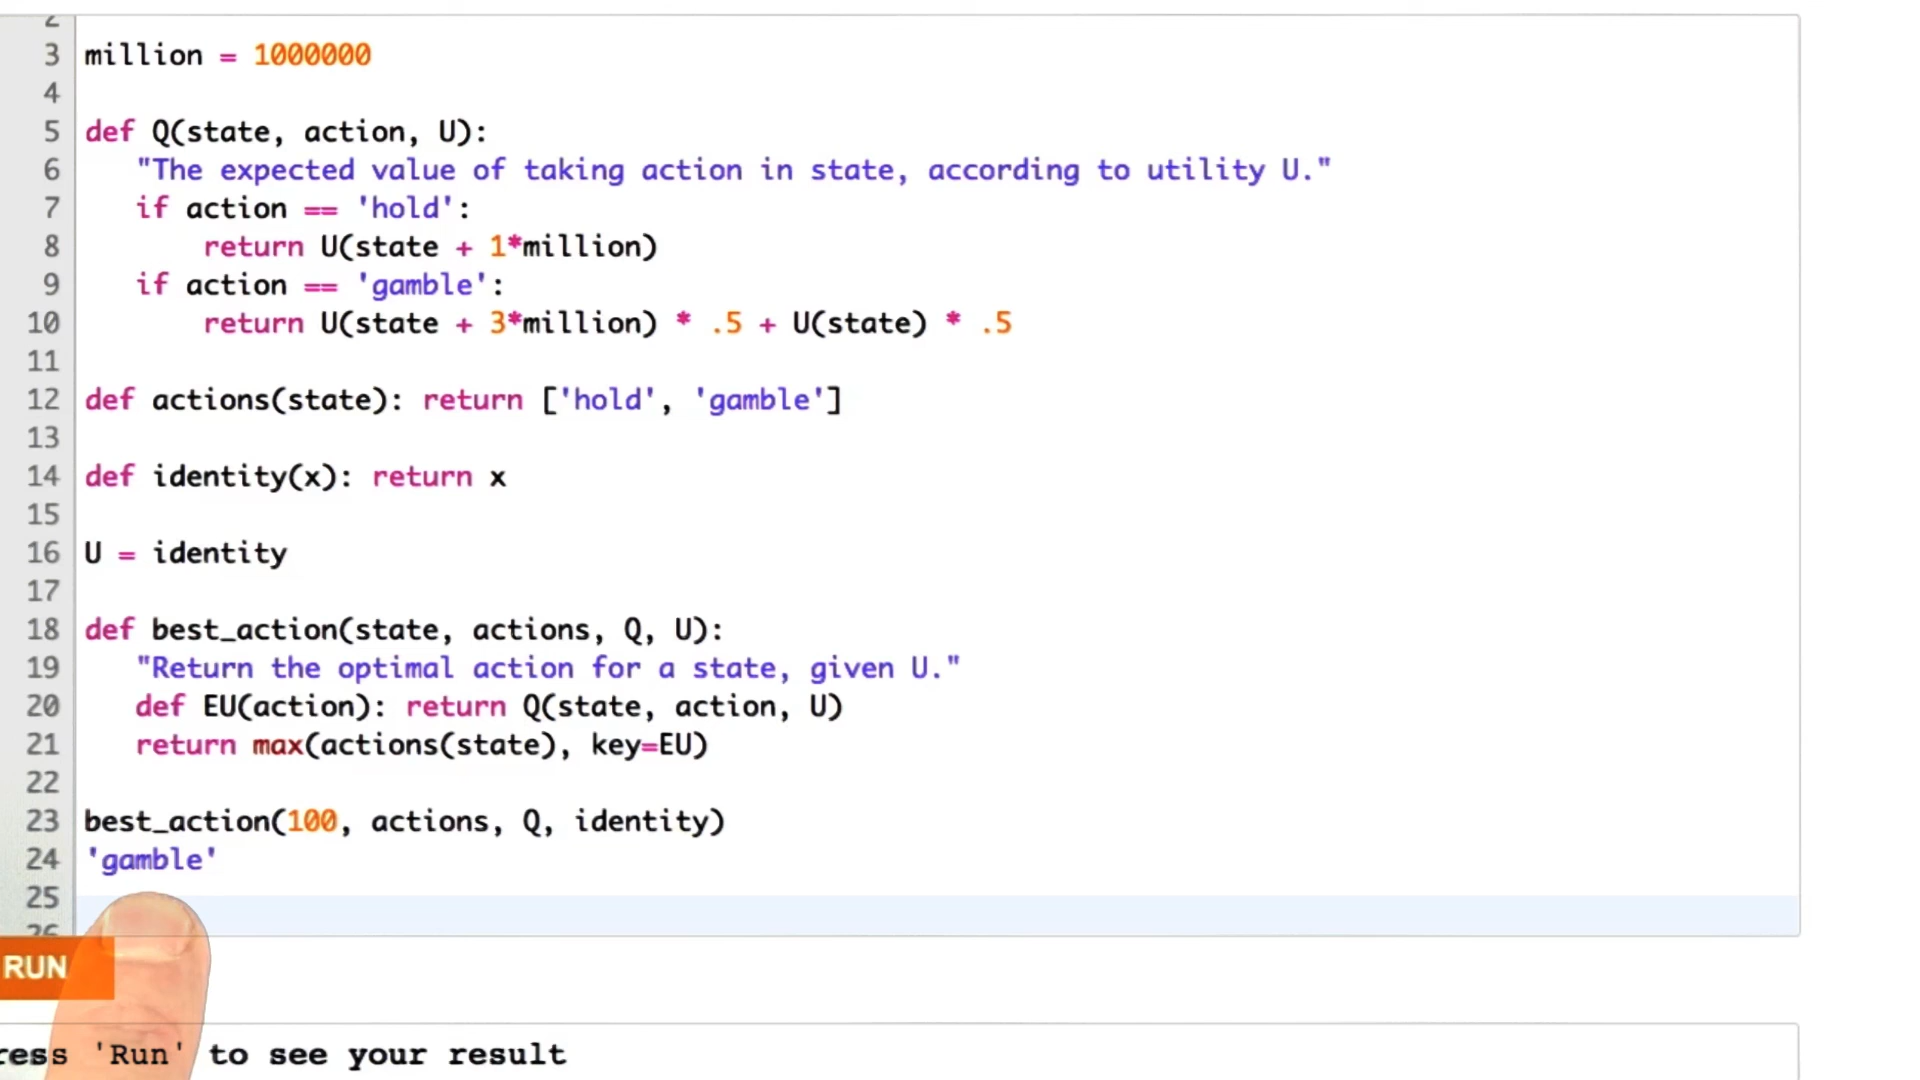 2
3 million = 1000000
4
5 def Q(state, action, U):
6 "The expected value of taking action in state, according to utility U."
7 if action == 'hold':
8 return U(state + 1*million)
9 if action == 'gamble':
10 return U(state + 3*million) * .5 + U(state) * .5
11
12 def actions(state): return ['hold', 'gamble']
13
14 def identity(x): return x
15
16 U = identity
17
18 def best_action(state, actions, Q, U):
19 "Return the optimal action for a state, given U."
20 def EU(action): return Q(state, action, U)
21 return max(actions(state), key=EU)
22
23 best_action(100, actions, Q, identity)
24 'gamble'
25
26
RUN
ress 'Run' to see your result